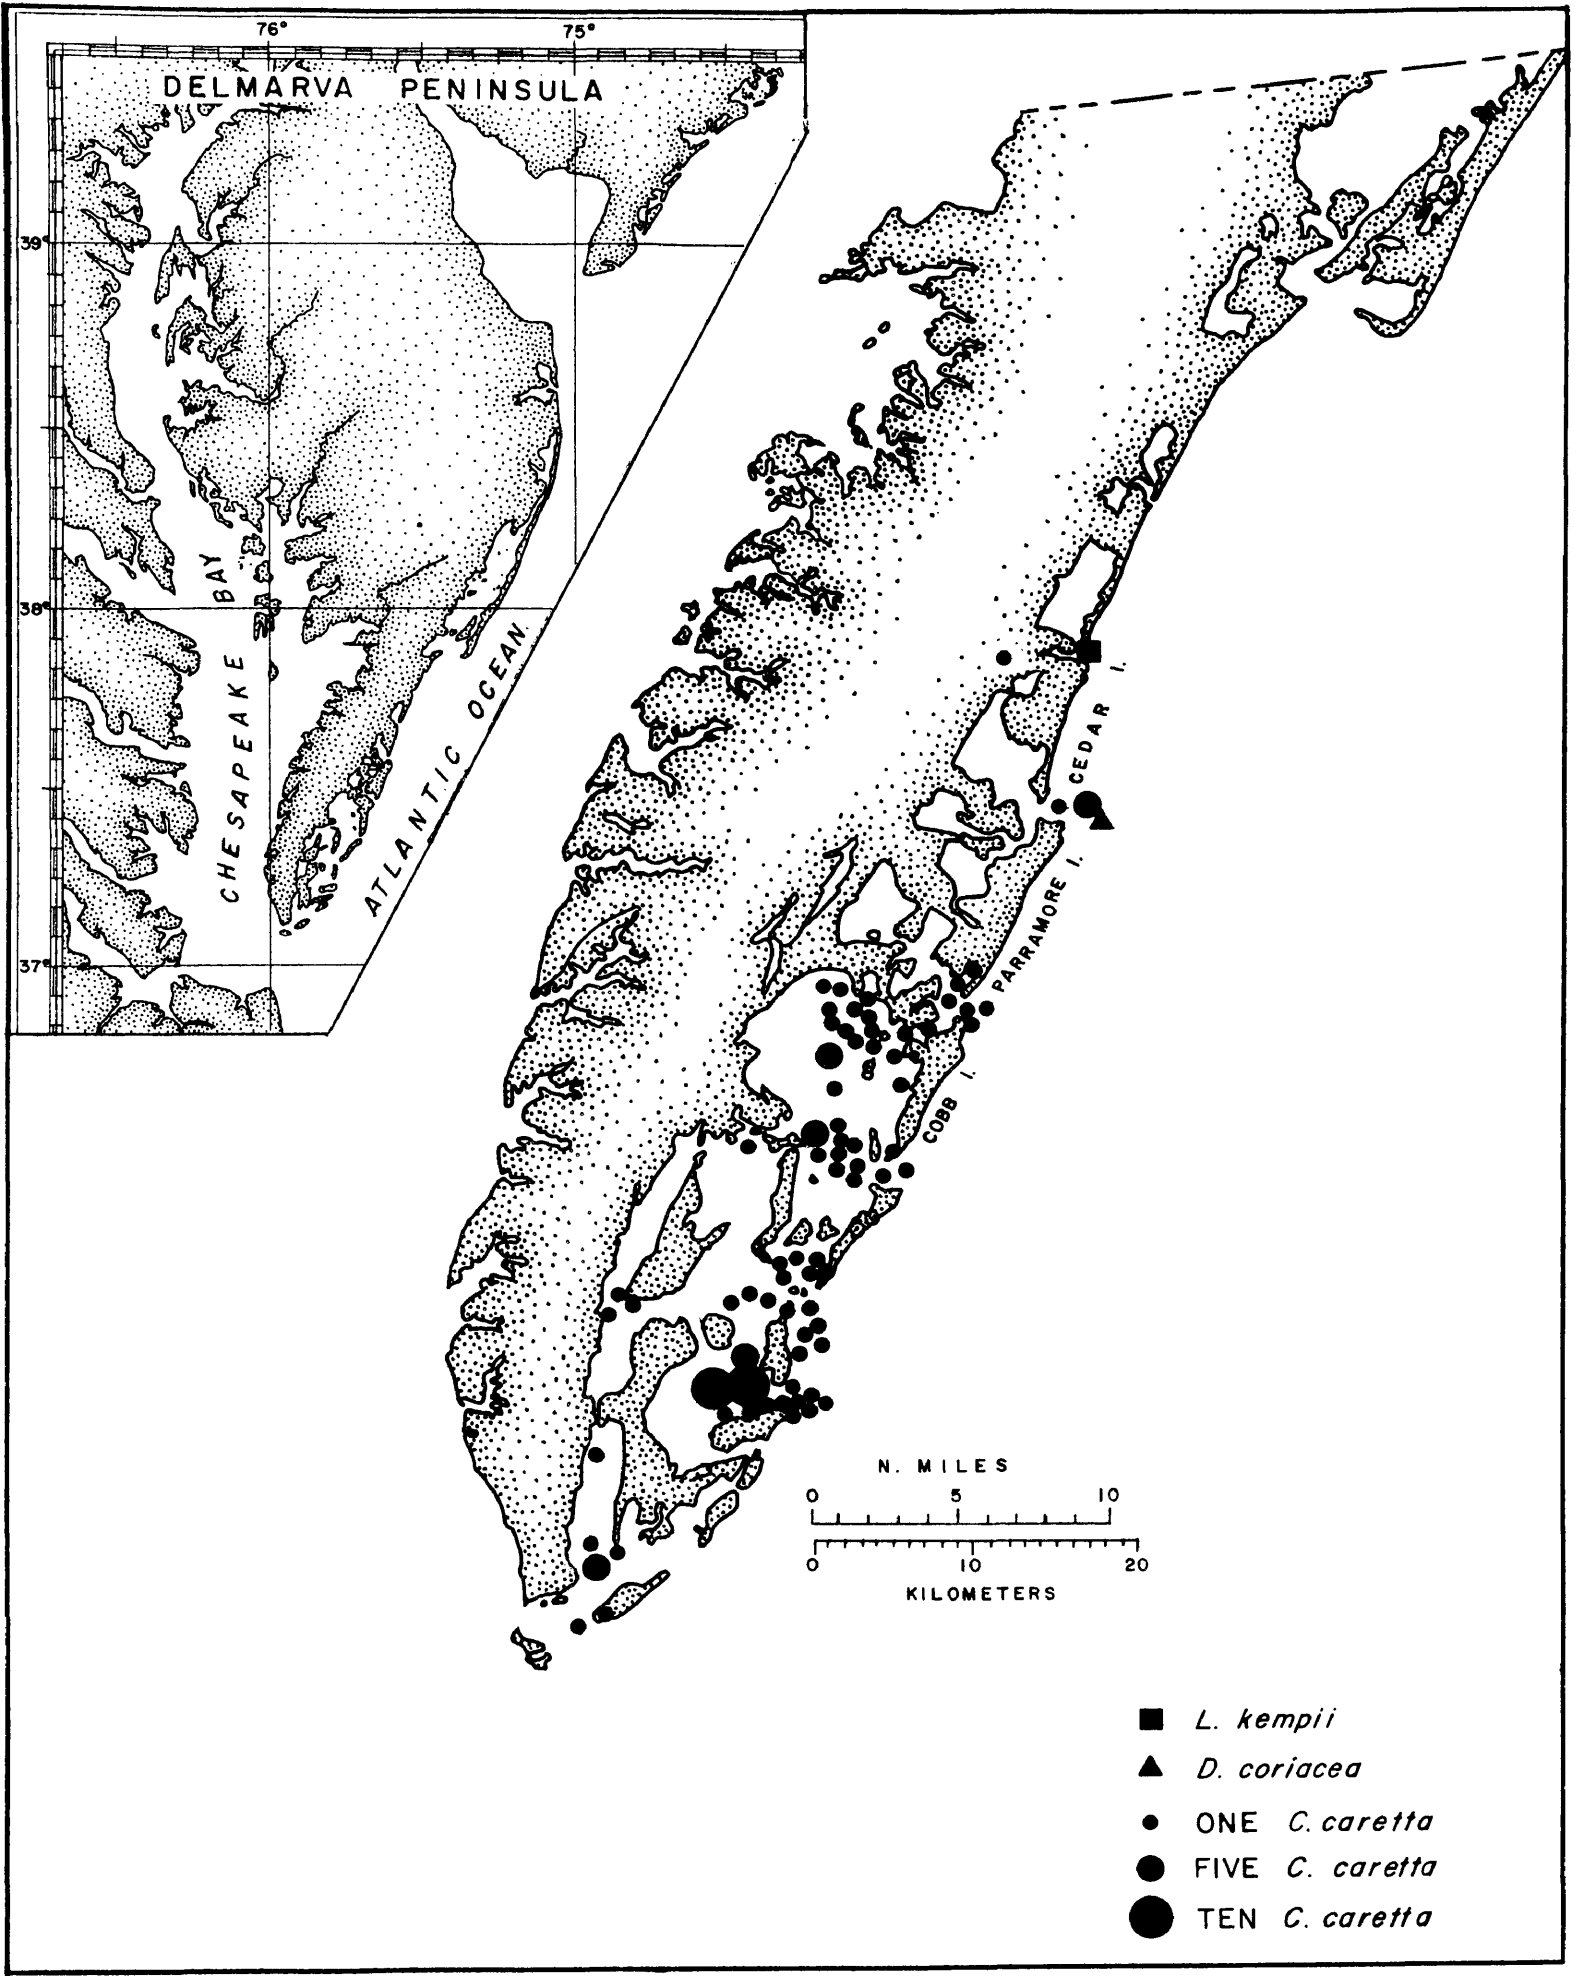 76°
75°
DELMARVA PENINSULA
39°
38°
37°
CHESAPEAKE BAY
ATLANTIC OCEAN
CEDAR I.
PARRAMORE I.
COBB I.
N. MILES
0 5 10
0 10 20
KILOMETERS
L. kempii
D. coriacea
ONE C. caretta
FIVE C. caretta
TEN C. caretta